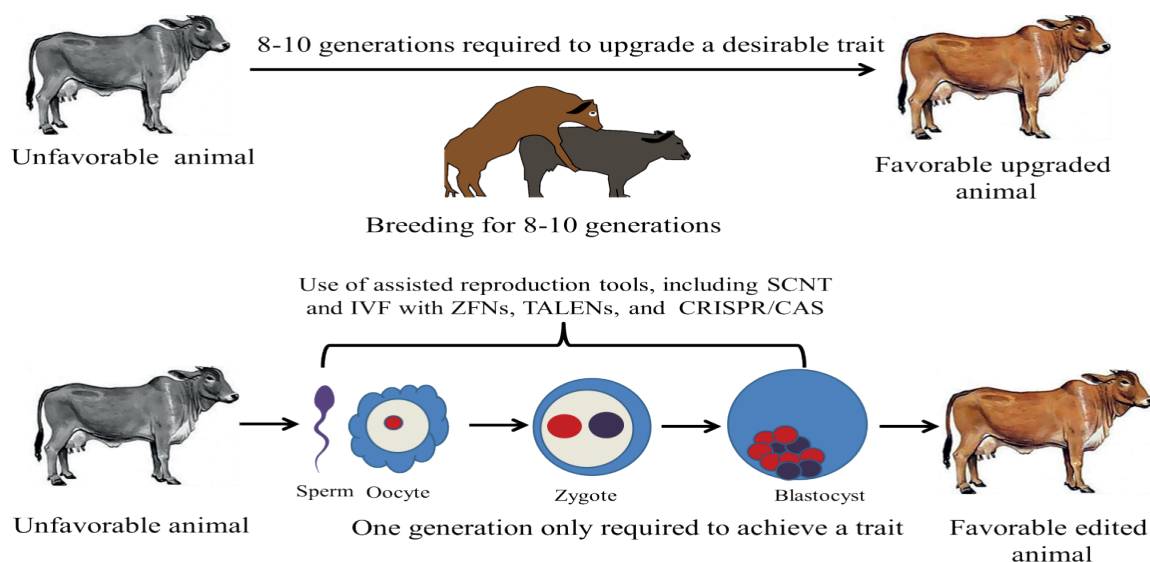 8-10 generations required to upgrade a desirable trait
Unfavorable animal
Favorable upgraded
animal
Breeding for 8-10 generations
Use of assisted reproduction tools, including SCNT
and IVF with ZFNs, TALENs, and CRISPR/CAS
Sperm
Oocyte
Zygote
Blastocyst
Unfavorable animal
One generation only required to achieve a trait
Favorable edited
animal